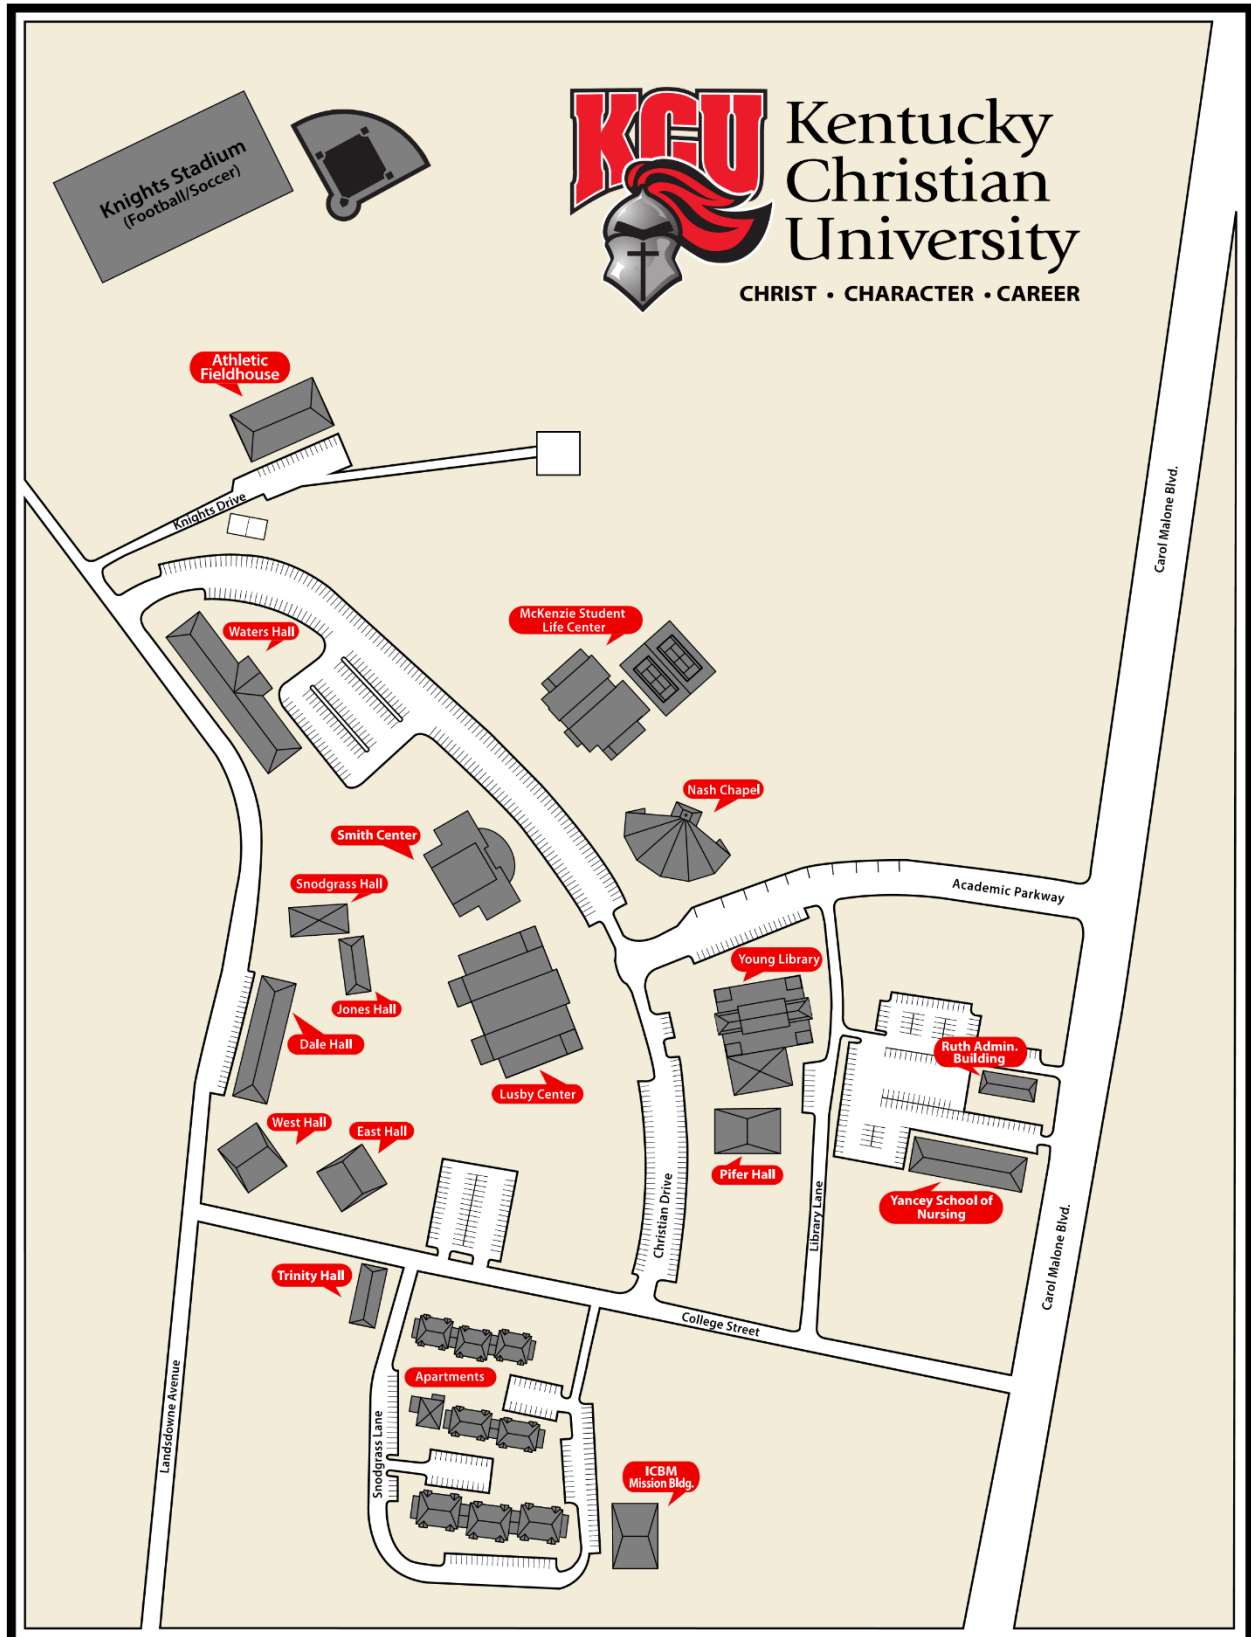 KCU
Kentucky
Christian
University
CHRIST • CHARACTER • CAREER
Knights Stadium
(Football/Soccer)
Athletic
Fieldhouse
Knights Drive
Carol Malone Blvd.
McKenzie Student
Life Center
Waters Hall
Nash Chapel
Smith Center
Snodgrass Hall
Academic Parkway
Young Library
Jones Hall
Dale Hall
Ruth Admin.
Building
Lusby Center
West Hall
East Hall
Pifer Hall
Yancey School of
Nursing
Christian Drive
Library Lane
Carol Malone Blvd.
Trinity Hall
College Street
Apartments
Landsdowne Avenue
Snodgrass Lane
ICBM
Mission Bldg.